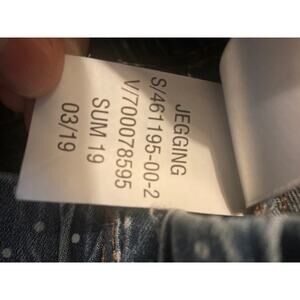 JEGGING
S/461195-00-2
V/700078595
SUM 19
03/19